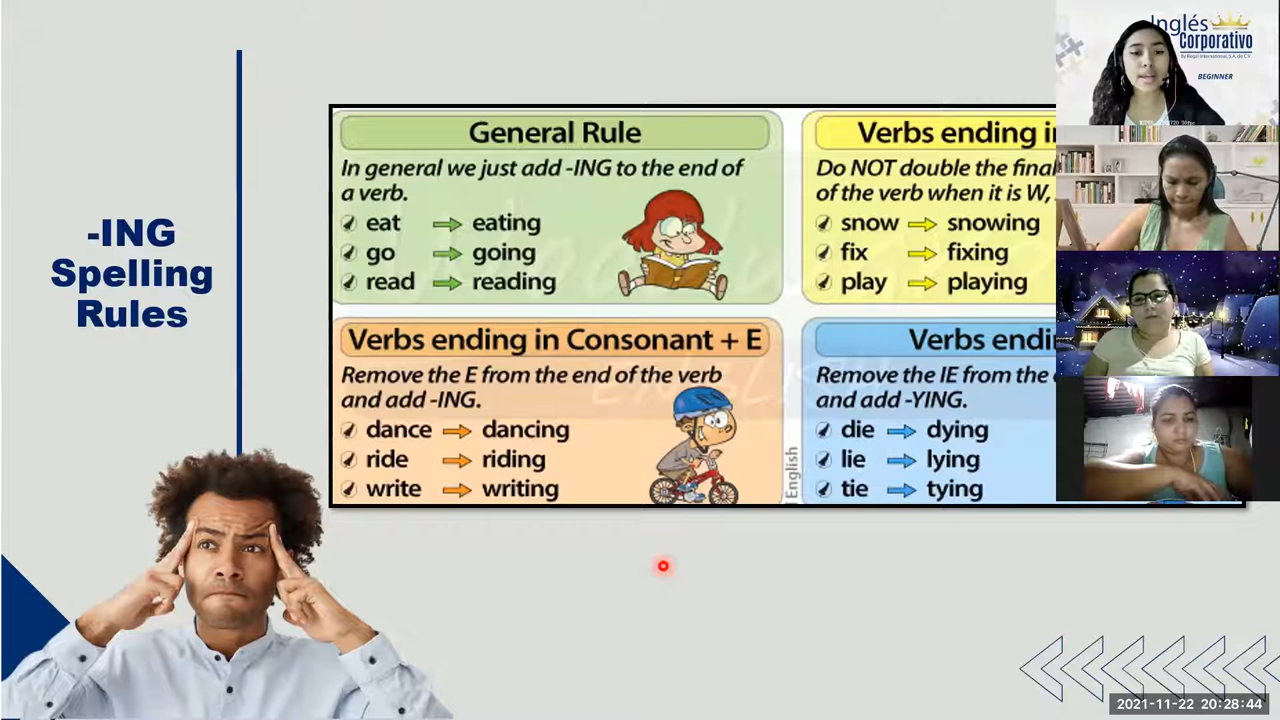 -ING
Spelling
Rules
General Rule
In general we just add -ING to the end of
a verb.
eat eating
go going
read reading
Verbs ending in
Do NOT double the final
of the verb when it is W,
snow snowing
fix fixing
play playing
Verbs ending in Consonant + E
Remove the E from the end of the verb
and add -ING.
dance dancing
ride riding
write writing
Verbs
Remove the IE from the
and add -YING.
die dying
lie lying
tie tying
English
Inglés
Corporativo
BEGINNER
2021-11-22 20:28:44